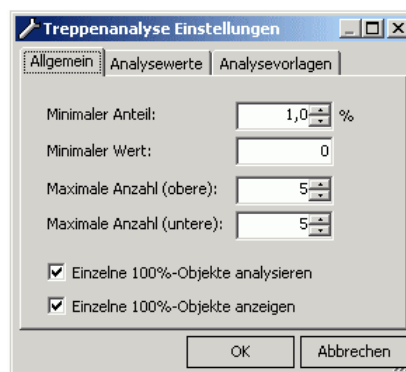 Treppenanalyse Einstellungen
Allgemein Analysewerte Analysevorlagen
Minimaler Anteil: 1,0 %
Minimaler Wert: 0
Maximale Anzahl (obere): 5
Maximale Anzahl (untere): 5
Einzelne 100%-Objekte analysieren
Einzelne 100%-Objekte anzeigen
OK Abbrechen